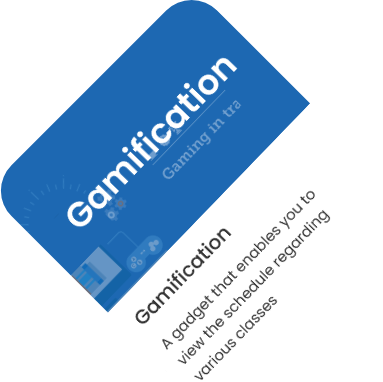 Gamification
Gaming in tra
Gamification
A gadget that enables you to
view the schedule regarding
various classes